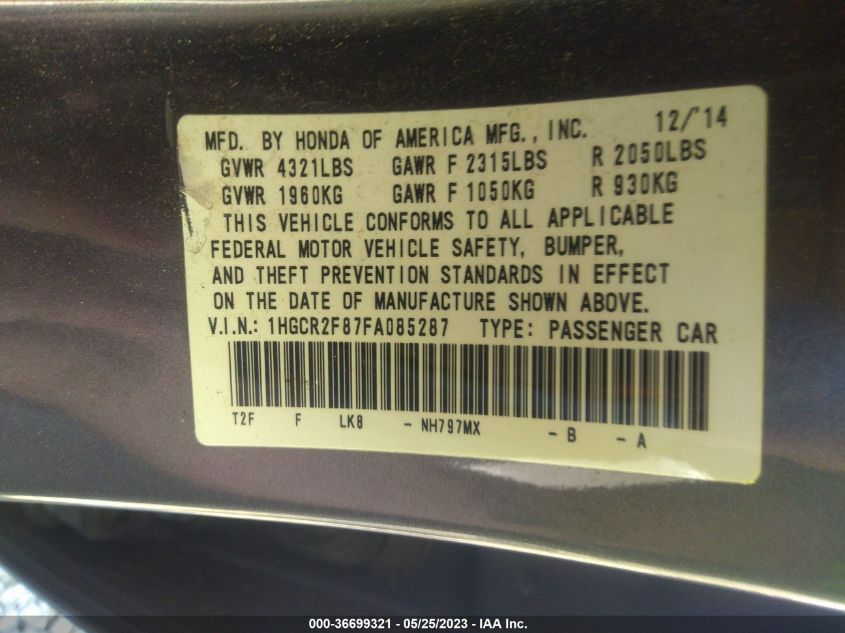 MFD. BY HONDA OF AMERICA MFG., INC. 12/'14
GVWR 4321LBS GAWR F 2315LBS R 2050LBS
GVWR 1960KG GAWR F 1050KG R 930KG
THIS VEHICLE CONFORMS TO ALL APPLICABLE
FEDERAL MOTOR VEHICLE SAFETY, BUMPER,
AND THEFT PREVENTION STANDARDS IN EFFECT
ON THE DATE OF MANUFACTURE SHOWN ABOVE.
V.I.N.: 1HGCR2F87FA085287 TYPE: PASSENGER CAR
T2F F LK8 - NH797MX - B - A
000-36699321 - 05/25/2023 - IAA Inc.